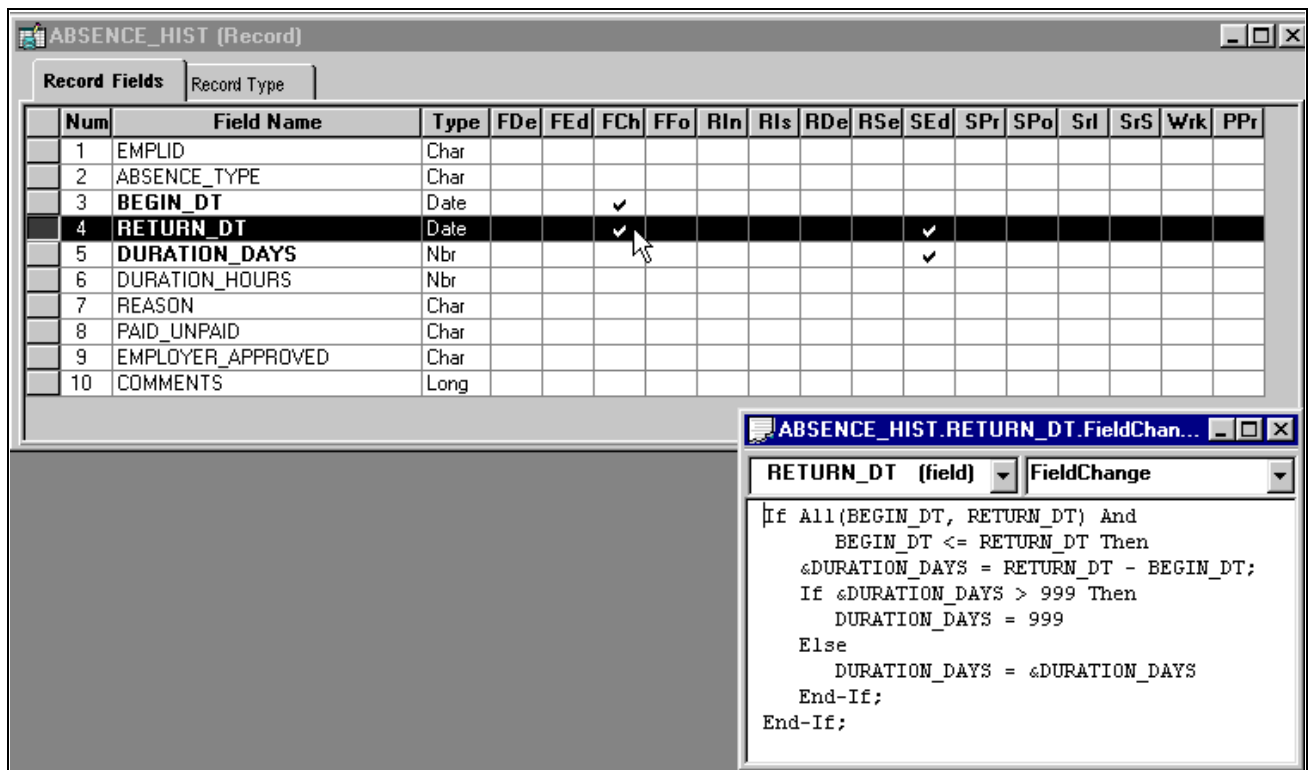 ABSENCE_HIST (Record)
Record Fields Record Type
Num Field Name Type FDe FEd FCh FFo RIn RIs RDe RSe SEd SPr SPo SrI SrS Wrk PPr
1 EMPLID Char
2 ABSENCE_TYPE Char
3 BEGIN_DT Date ✓
4 RETURN_DT Date ✓ ✓
5 DURATION_DAYS Nbr ✓
6 DURATION_HOURS Nbr
7 REASON Char
8 PAID_UNPAID Char
9 EMPLOYER_APPROVED Char
10 COMMENTS Long
ABSENCE_HIST.RETURN_DT.FieldChan...
RETURN_DT (field) FieldChange
If All(BEGIN_DT, RETURN_DT) And
BEGIN_DT <= RETURN_DT Then
&DURATION_DAYS = RETURN_DT - BEGIN_DT;
If &DURATION_DAYS > 999 Then
DURATION_DAYS = 999
Else
DURATION_DAYS = &DURATION_DAYS
End-If;
End-If;